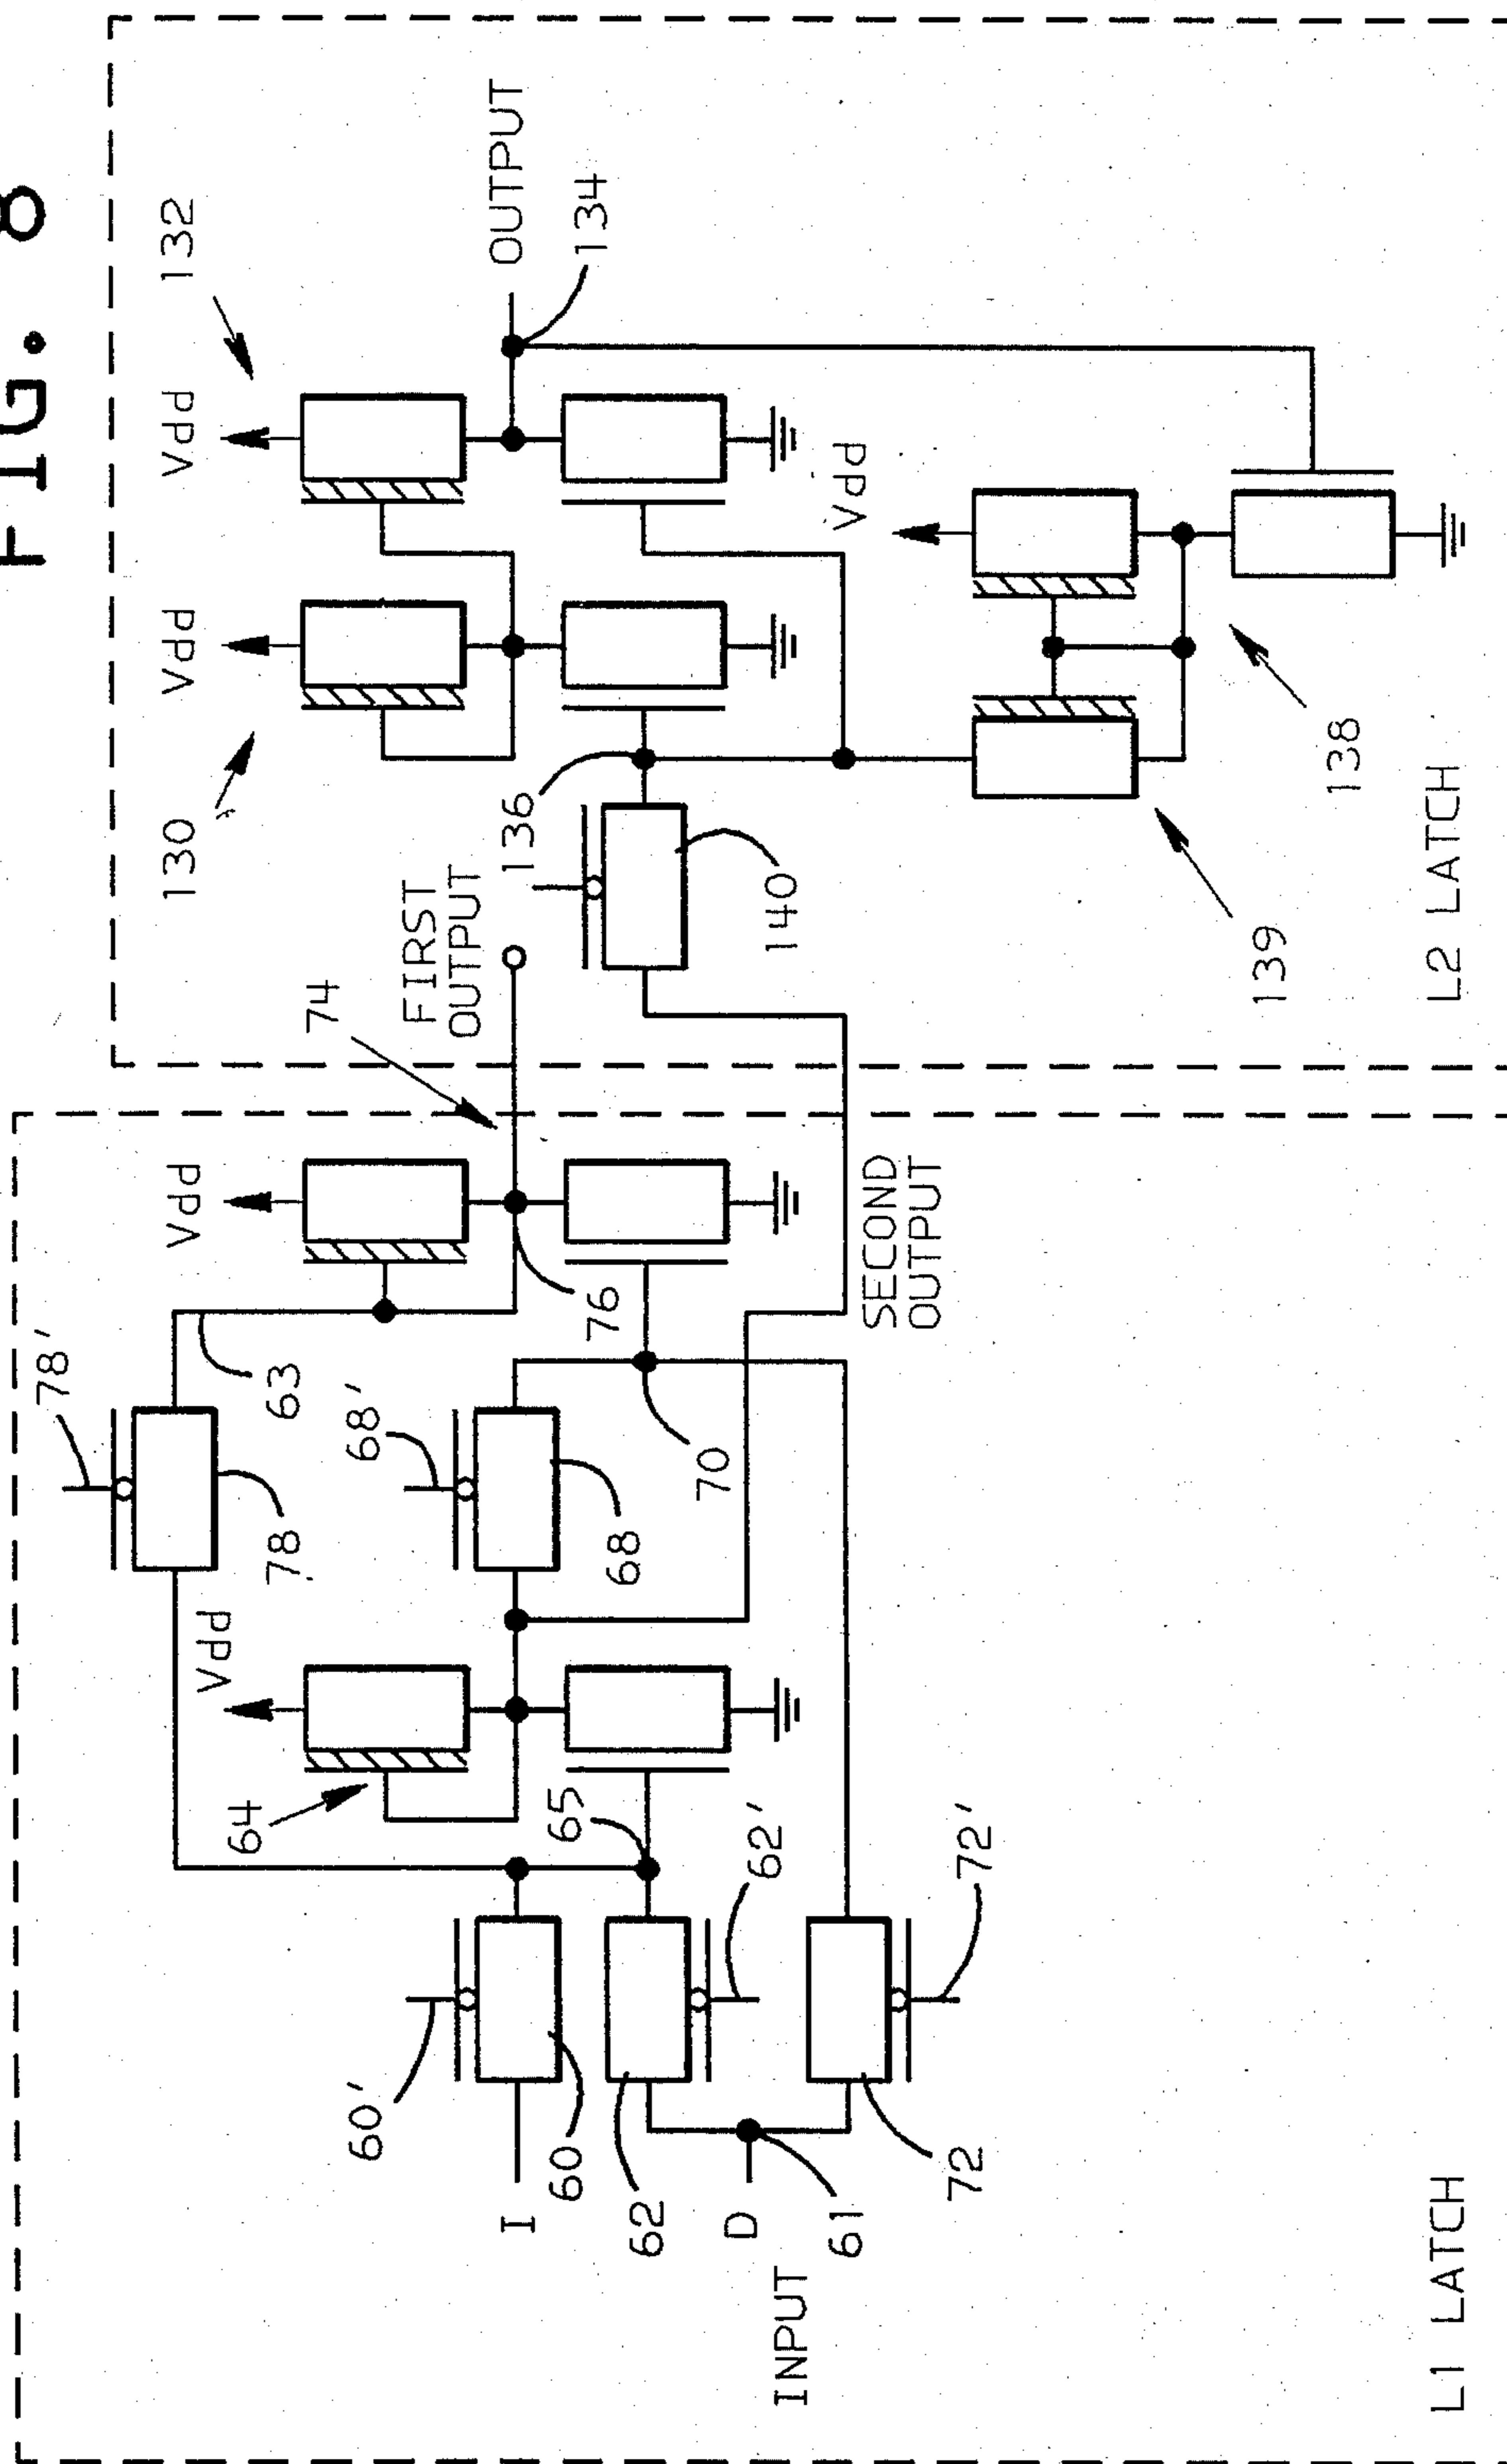 FIG. 8
78'
63
Vdd
74
FIRST
OUTPUT
130
Vdd
Vdd
132
78
68'
Vdd
76
136
OUTPUT
134
64
68
70
60'
65
I
60
62'
62
SECOND
OUTPUT
140
Vdd
D
61
INPUT
72
72'
139
138
L1 LATCH
L2 LATCH